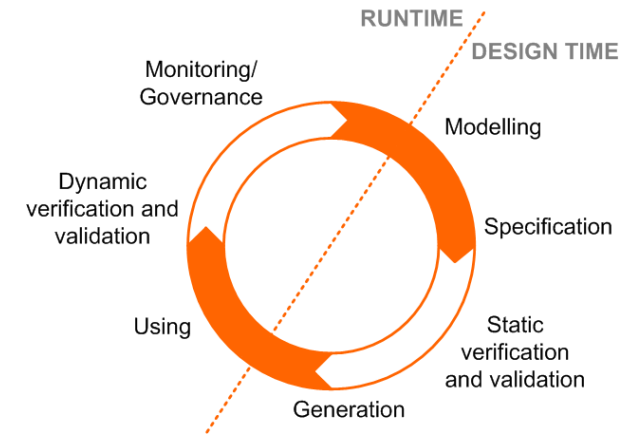 RUNTIME
DESIGN TIME
Monitoring/
Governance
Modelling
Dynamic
verification and
validation
Specification
Using
Static
verification
and validation
Generation